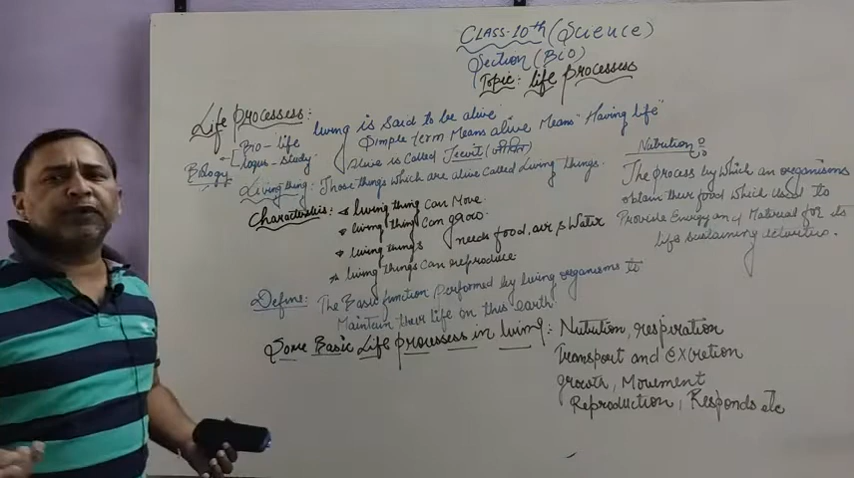 CLASS-10th (Science)
Section (BIO)
Topic: life processess
Life processess:
living is said to be alive
Simple term Means alive Means "Having life"
Biology - [ Bio - life
logus - study.
alive is called Jeevit (जीवित)
Living thing: Those things which are alive called Living things.
Characteristics: living thing can Move.
living thing can grow.
living things needs food, air & Water
living things can reproduce.
Define: The Basic function performed by living organisms to
Maintain their life on this earth
Some Basic Life processess in living: Nutrition, respiration
Transport and excretion
growth, Movement
Reproduction, Responds etc
Nutrition:
The process by which an organisms
obtain their food which used to
Provide Energy and Material for its
life sustaining activities.